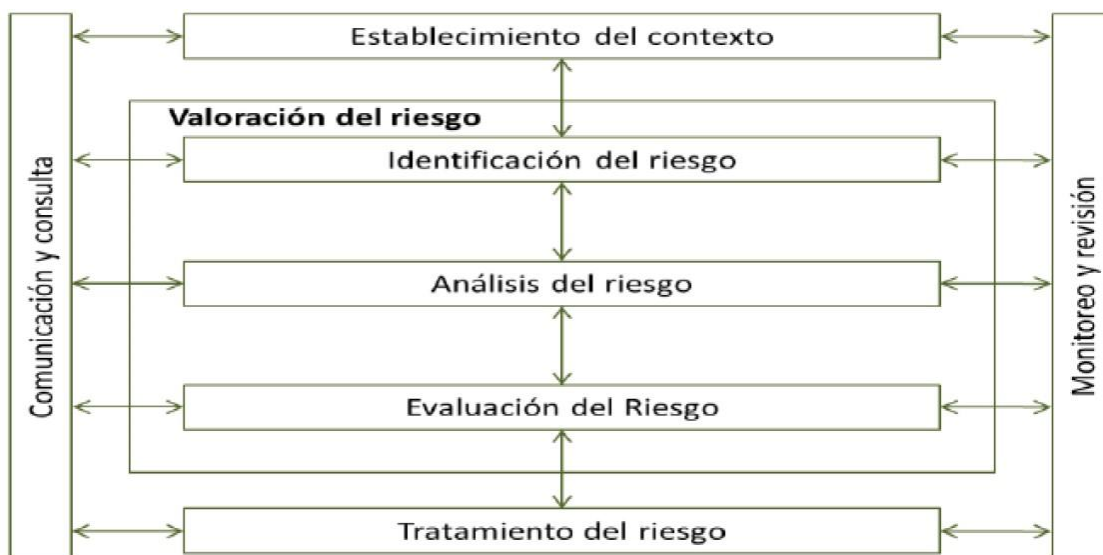 Establecimiento del contexto
Valoración del riesgo
Identificación del riesgo
Análisis del riesgo
Evaluación del Riesgo
Tratamiento del riesgo
Comunicación y consulta
Monitoreo y revisión